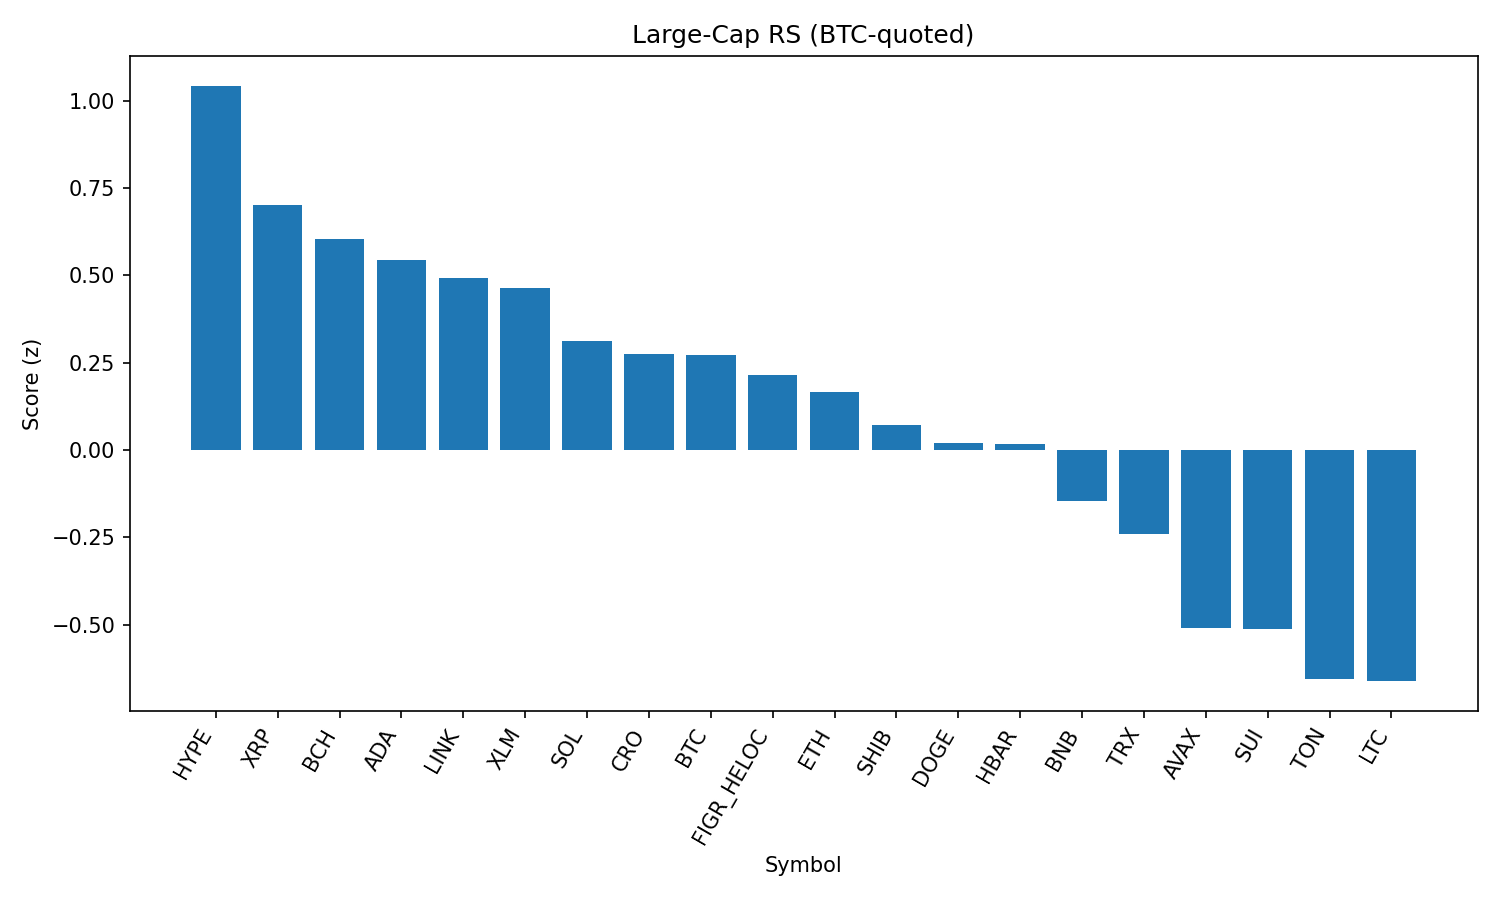 Large-Cap RS (BTC-quoted)
Score (z)
1.00
0.75
0.50
0.25
0.00
−0.25
−0.50
HYPE
XRP
BCH
ADA
LINK
XLM
SOL
CRO
BTC
FIGR_HELOC
ETH
SHIB
DOGE
HBAR
BNB
TRX
AVAX
SUI
TON
LTC
Symbol